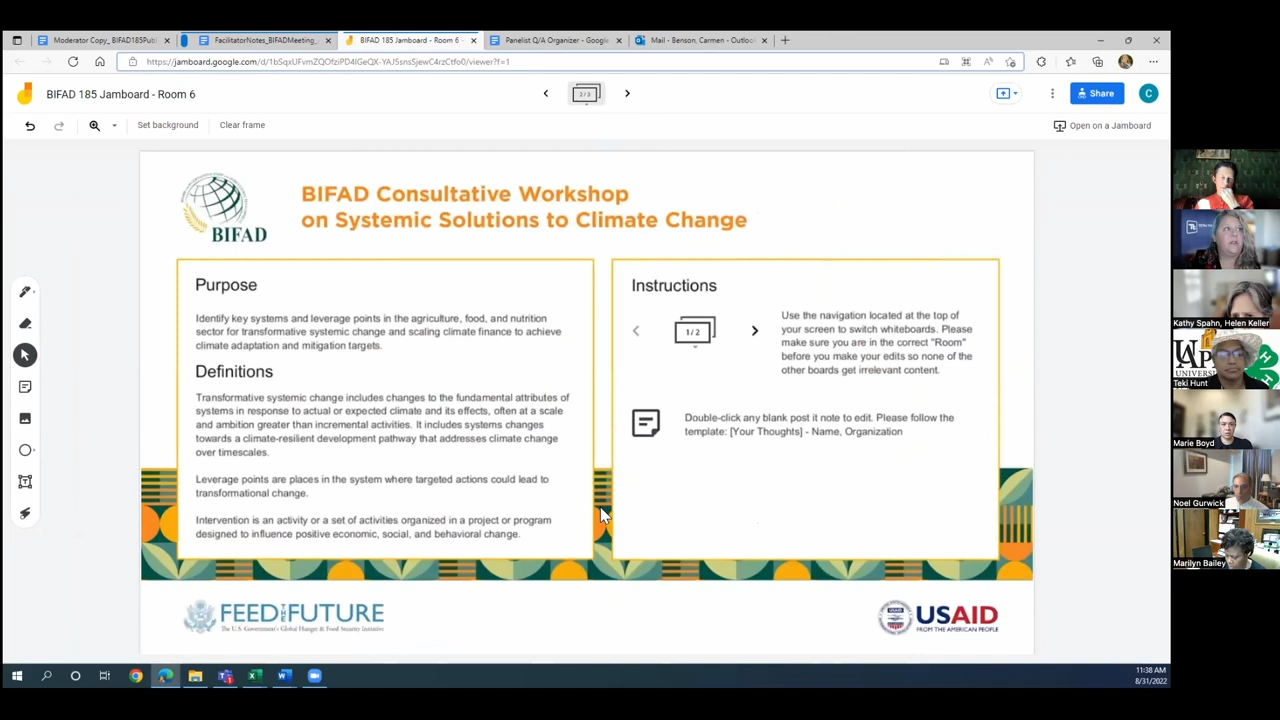 Moderator Copy_ BIFAD185Publ
FacilitatorNotes_BIFADMeeting_
BIFAD 185 Jamboard - Room 6 -
Panelist Q/A Organizer - Google
Mail - Benson, Carmen - Outloo
BIFAD 185 Jamboard - Room 6
2/3
Share
C
Set background
Clear frame
Open on a Jamboard
BIFAD
BIFAD Consultative Workshop
on Systemic Solutions to Climate Change
Purpose
Identify key systems and leverage points in the agriculture, food, and nutrition
sector for transformative systemic change and scaling climate finance to achieve
climate adaptation and mitigation targets.
Definitions
Transformative systemic change includes changes to the fundamental attributes of
systems in response to actual or expected climate and its effects, often at a scale
and ambition greater than incremental activities. It includes systems changes
towards a climate-resilient development pathway that addresses climate change
over timescales.
Leverage points are places in the system where targeted actions could lead to
transformational change.
Intervention is an activity or a set of activities organized in a project or program
designed to influence positive economic, social, and behavioral change.
Instructions
1/2
Use the navigation located at the top of
your screen to switch whiteboards. Please
make sure you are in the correct "Room"
before you make your edits so none of the
other boards get irrelevant content.
Double-click any blank post it note to edit. Please follow the
template: [Your Thoughts] - Name, Organization
FEED THE FUTURE
The U.S. Government's Global Hunger & Food Security Initiative
USAID
FROM THE AMERICAN PEOPLE
Kathy Spahn, Helen Keller
Teki Hunt
Marie Boyd
Noel Gurwick
Marilyn Bailey
11:38 AM
8/31/2022